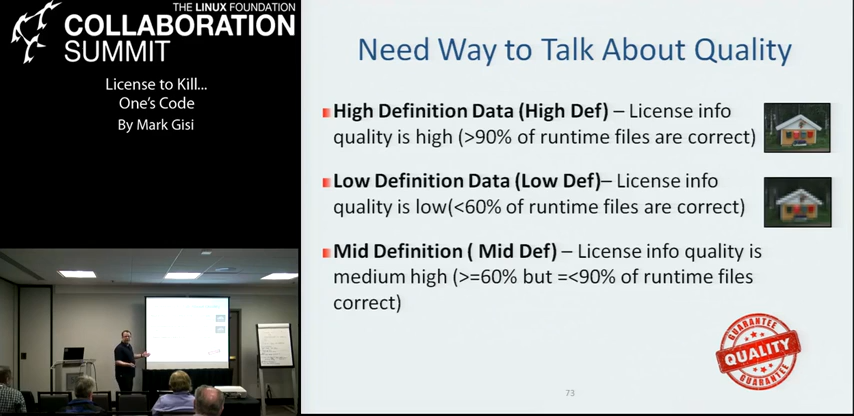 THE LINUX FOUNDATION
COLLABORATION
SUMMIT
License to Kill...
One's Code
By Mark Gisi
Need Way to Talk About Quality
High Definition Data (High Def) – License info
quality is high (>90% of runtime files are correct)
Low Definition Data (Low Def)– License info
quality is low(<60% of runtime files are correct)
Mid Definition ( Mid Def) – License info quality is
medium high (>=60% but =<90% of runtime files
correct)
GUARANTEE
QUALITY
GUARANTEE
73